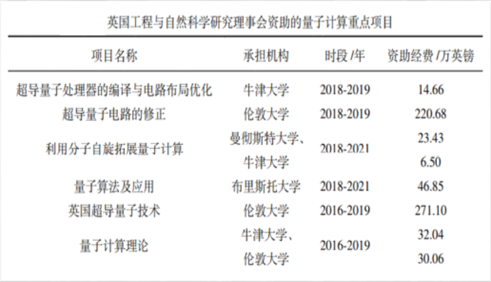 英国工程与自然科学研究理事会资助的量子计算重点项目
项目名称 承担机构 时段/年 资助经费/万英镑
超导量子处理器的编译与电路布局优化 牛津大学 2018-2019 14.66
超导量子电路的修正 伦敦大学 2018-2019 220.68
利用分子自旋拓展量子计算 曼彻斯特大学、 2018-2021 23.43
牛津大学 6.50
量子算法及应用 布里斯托大学 2018-2021 46.85
英国超导量子技术 伦敦大学 2016-2019 271.10
量子计算理论 牛津大学、 2016-2019 32.04
伦敦大学 30.06